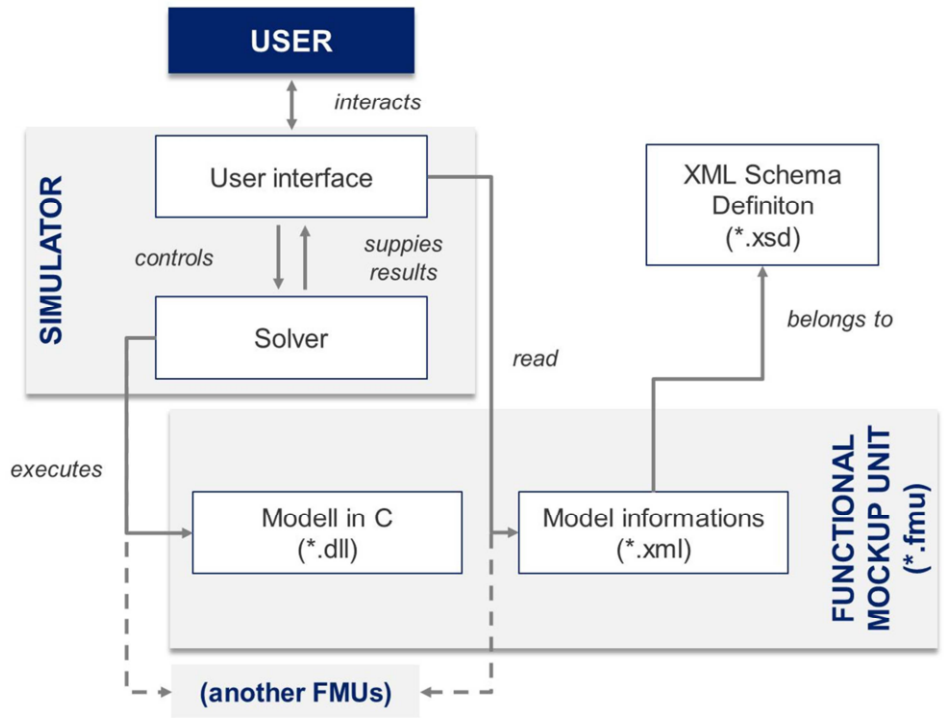 USER
interacts
SIMULATOR
User interface
controls
suppies
results
Solver
XML Schema
Definiton
(*.xsd)
belongs to
read
executes
Modell in C
(*.dll)
Model informations
(*.xml)
FUNCTIONAL
MOCKUP UNIT
(*.fmu)
(another FMUs)